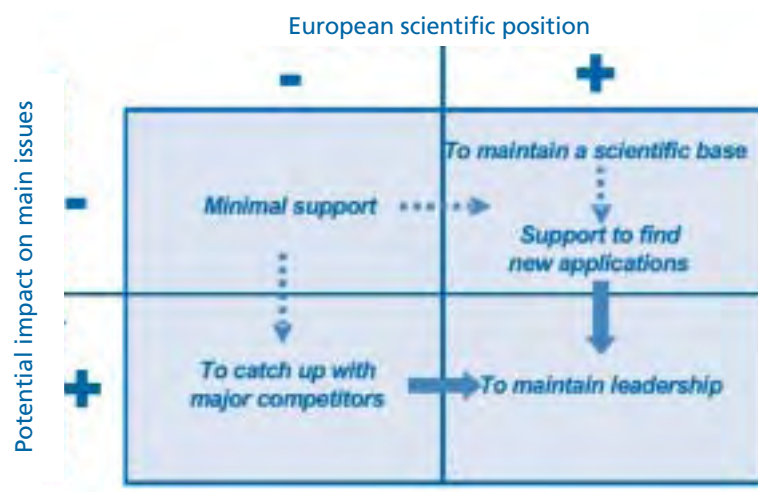 European scientific position
-
+
Potential impact on main issues
-
To maintain a scientific base
Minimal support
Support to find
new applications
+
To catch up with
major competitors
To maintain leadership